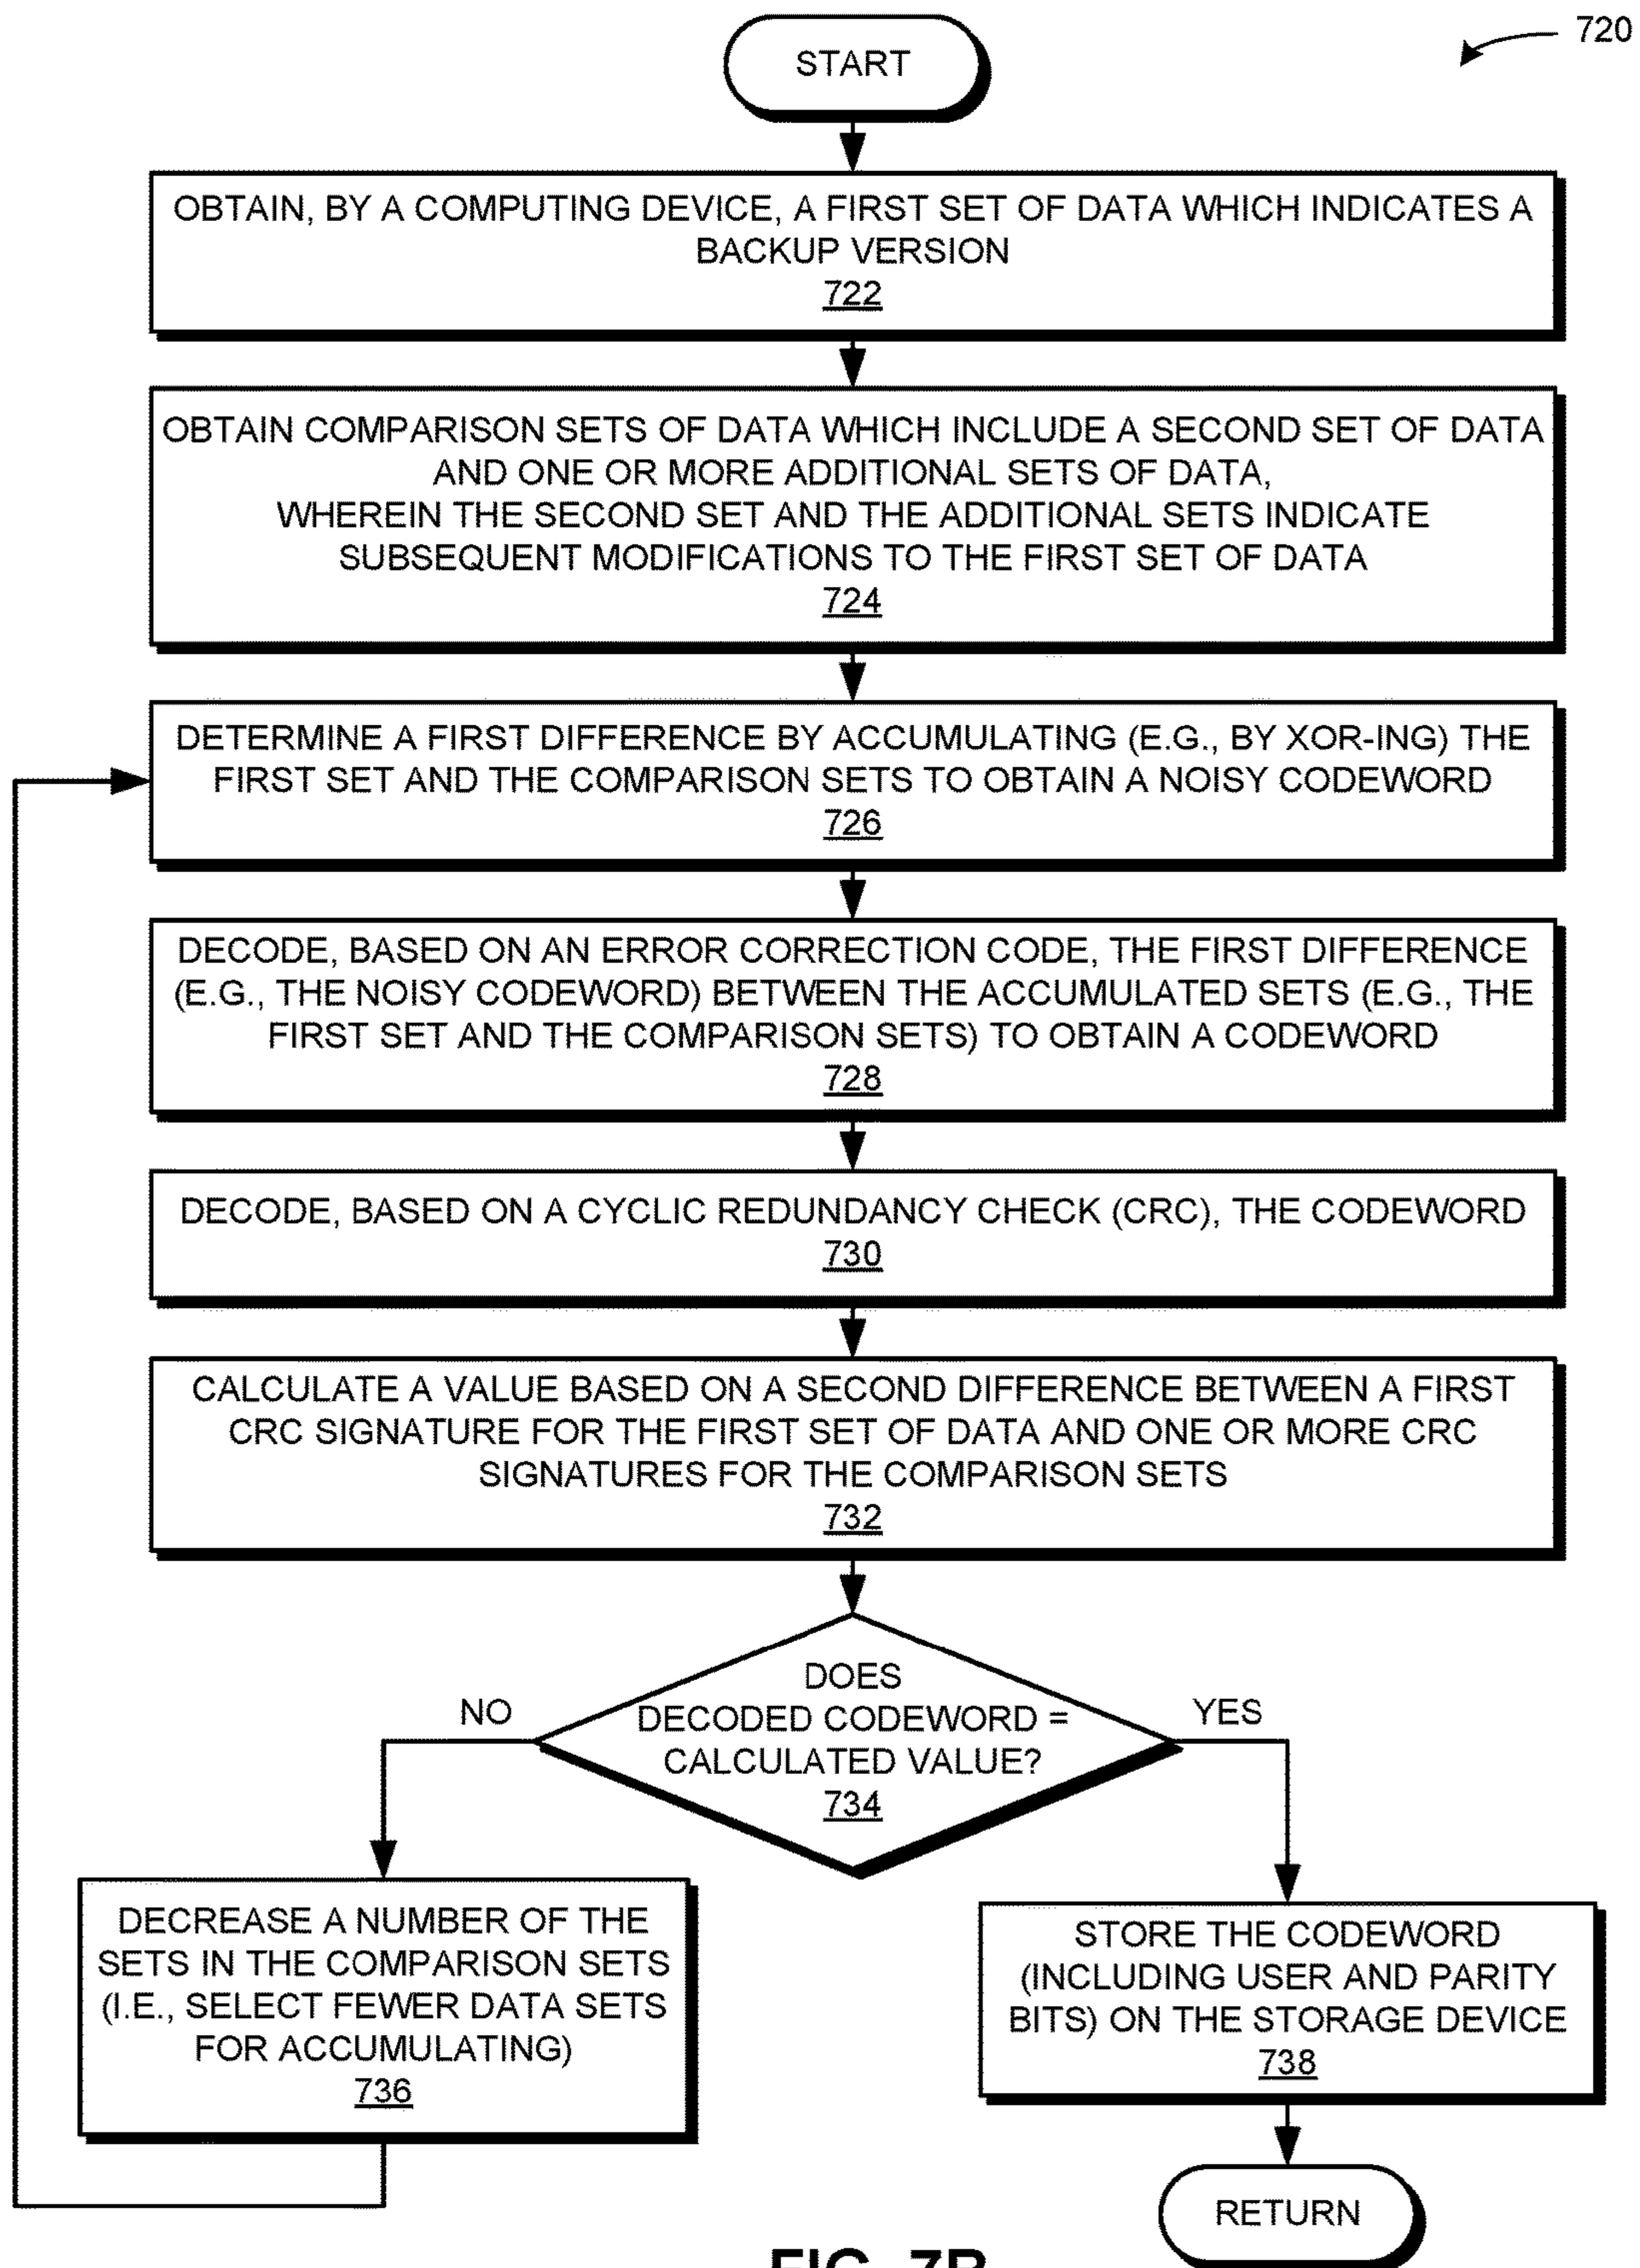 720
START
OBTAIN, BY A COMPUTING DEVICE, A FIRST SET OF DATA WHICH INDICATES A
BACKUP VERSION
722
OBTAIN COMPARISON SETS OF DATA WHICH INCLUDE A SECOND SET OF DATA
AND ONE OR MORE ADDITIONAL SETS OF DATA,
WHEREIN THE SECOND SET AND THE ADDITIONAL SETS INDICATE
SUBSEQUENT MODIFICATIONS TO THE FIRST SET OF DATA
724
DETERMINE A FIRST DIFFERENCE BY ACCUMULATING (E.G., BY XOR-ING) THE
FIRST SET AND THE COMPARISON SETS TO OBTAIN A NOISY CODEWORD
726
DECODE, BASED ON AN ERROR CORRECTION CODE, THE FIRST DIFFERENCE
(E.G., THE NOISY CODEWORD) BETWEEN THE ACCUMULATED SETS (E.G., THE
FIRST SET AND THE COMPARISON SETS) TO OBTAIN A CODEWORD
728
DECODE, BASED ON A CYCLIC REDUNDANCY CHECK (CRC), THE CODEWORD
730
CALCULATE A VALUE BASED ON A SECOND DIFFERENCE BETWEEN A FIRST
CRC SIGNATURE FOR THE FIRST SET OF DATA AND ONE OR MORE CRC
SIGNATURES FOR THE COMPARISON SETS
732
DOES
DECODED CODEWORD =
CALCULATED VALUE?
734
NO
YES
DECREASE A NUMBER OF THE
SETS IN THE COMPARISON SETS
(I.E., SELECT FEWER DATA SETS
FOR ACCUMULATING)
736
STORE THE CODEWORD
(INCLUDING USER AND PARITY
BITS) ON THE STORAGE DEVICE
738
RETURN
FIG. 7B